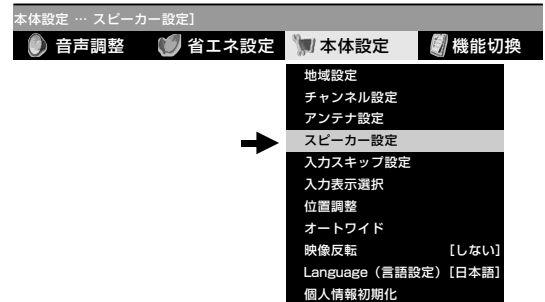 本体設定 … スピーカー設定]
音声調整 省エネ設定 本体設定 機能切換
地域設定
チャンネル設定
アンテナ設定
スピーカー設定
入力スキップ設定
入力表示選択
位置調整
オートワイド
映像反転 [しない]
Language（言語設定）[日本語]
個人情報初期化